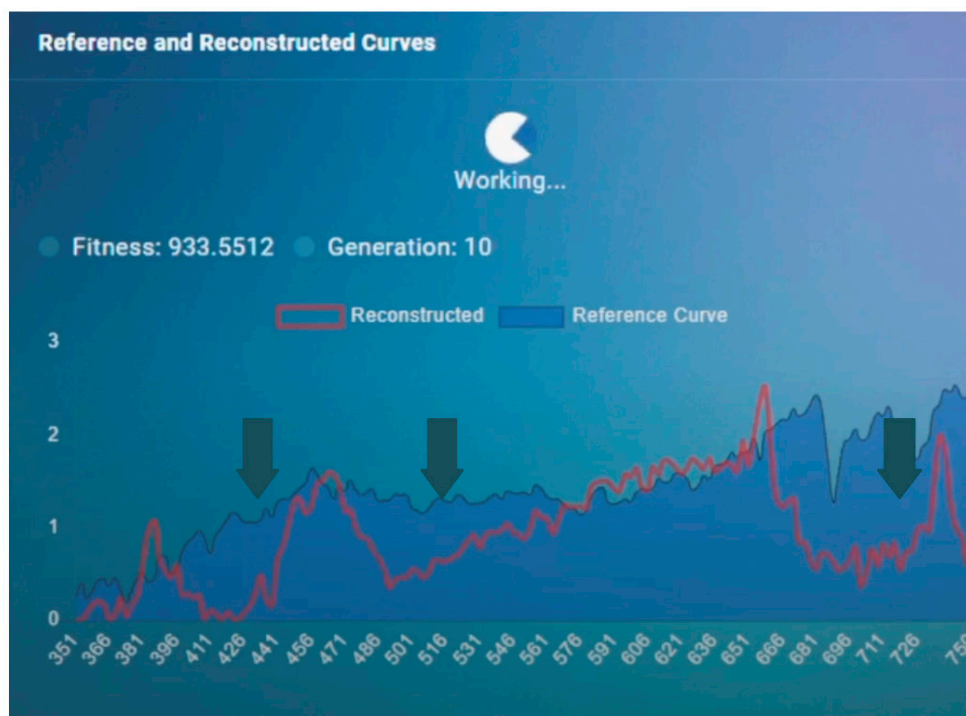 Reference and Reconstructed Curves
Working...
Fitness: 933.5512 Generation: 10
Reconstructed Reference Curve
3
2
1
0
351 366 381 396 411 426 441 456 471 486 501 516 531 546 561 576 591 606 621 636 651 666 681 696 711 726